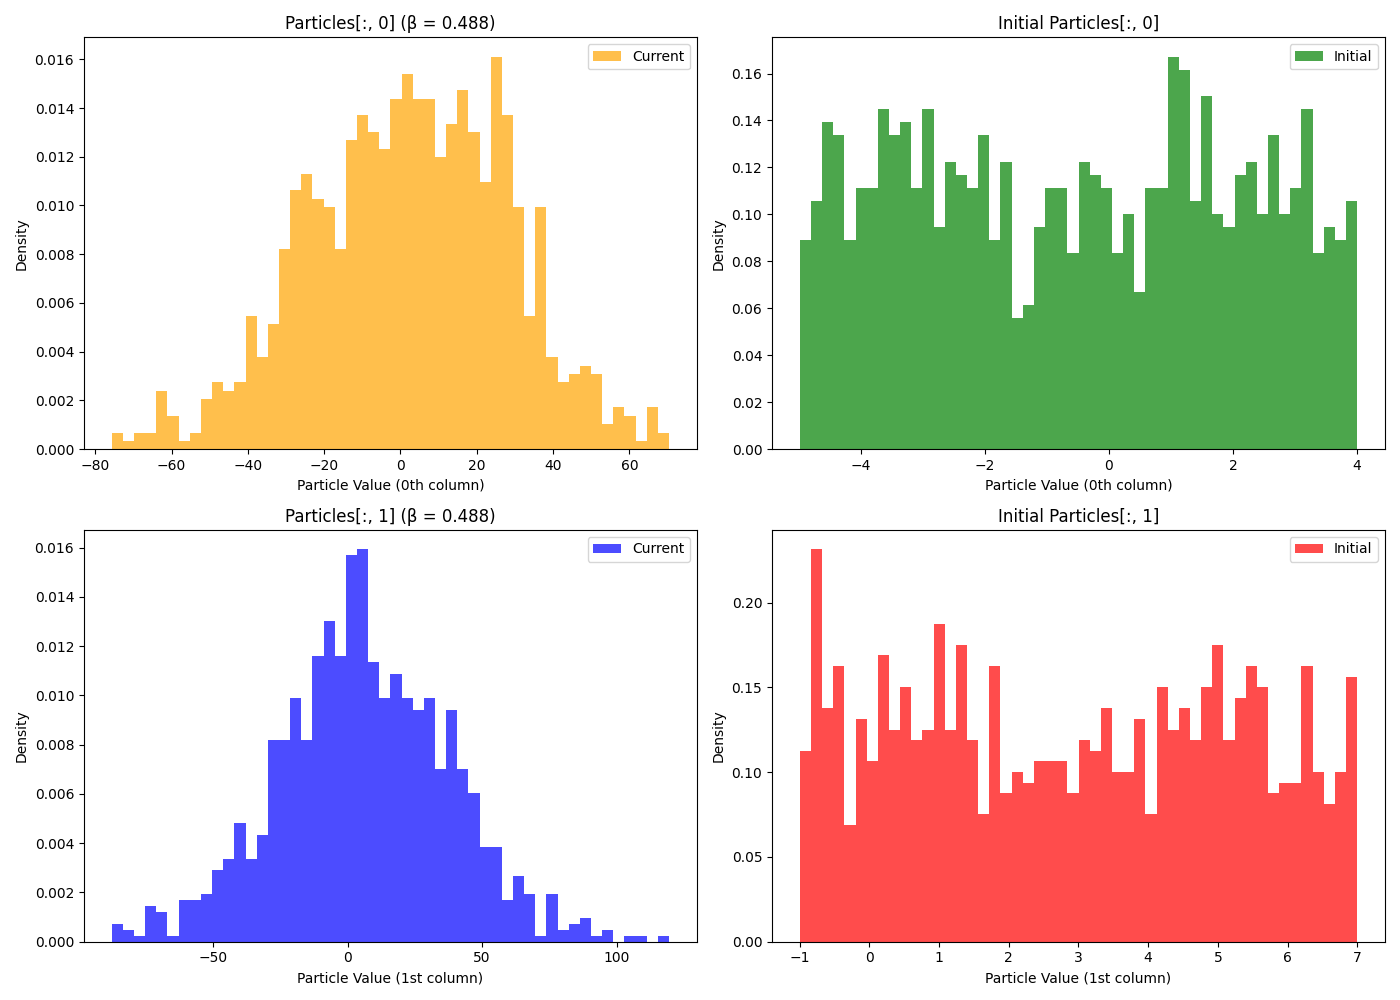 Particles[:, 0] (β = 0.488)
Current
0.016
0.014
0.012
0.010
0.008
0.006
0.004
0.002
0.000
Density
−80 −60 −40 −20 0 20 40 60
Particle Value (0th column)
Initial Particles[:, 0]
Initial
0.16
0.14
0.12
0.10
0.08
0.06
0.04
0.02
0.00
Density
−4 −2 0 2 4
Particle Value (0th column)
Particles[:, 1] (β = 0.488)
Current
0.016
0.014
0.012
0.010
0.008
0.006
0.004
0.002
0.000
Density
−50 0 50 100
Particle Value (1st column)
Initial Particles[:, 1]
Initial
0.20
0.15
0.10
0.05
0.00
Density
−1 0 1 2 3 4 5 6 7
Particle Value (1st column)